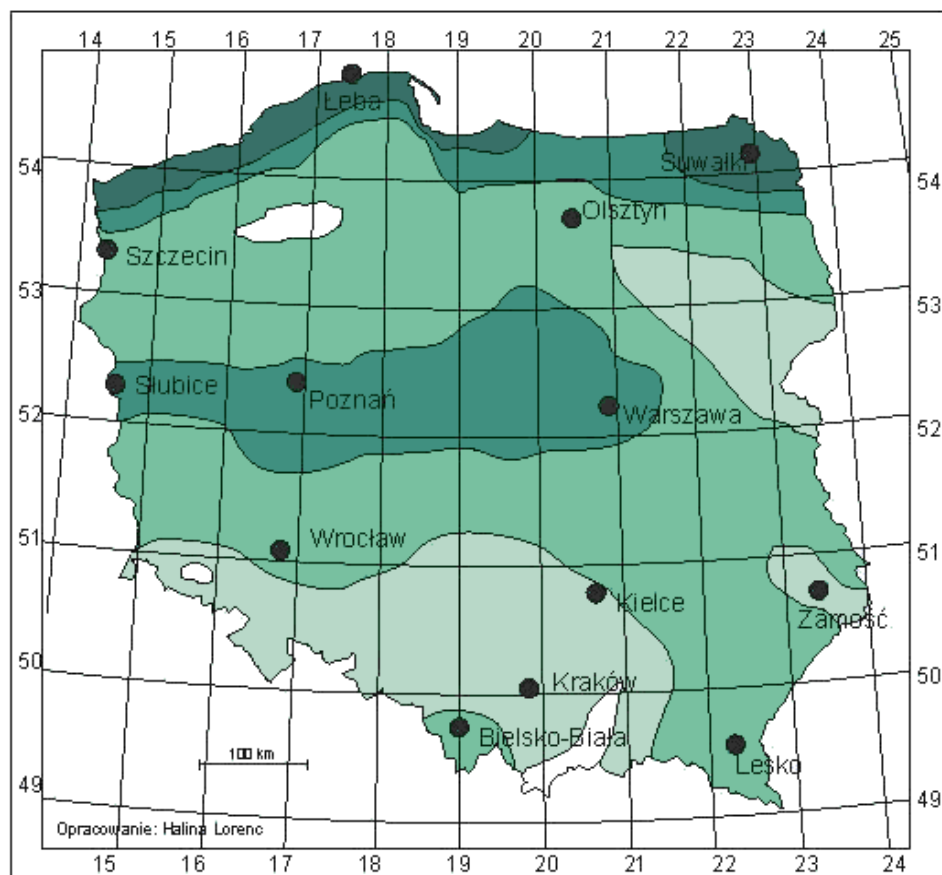 14 15 16 17 18 19 20 21 22 23 24 25
Łeba
54 Suwałki 54
Olsztyn
Szczecin
53 53
Słubice Poznań Warszawa
52 52
51 Wrocław 51
Kielce
Zamość
50 Kraków 50
Bielsko-Biała
100 km Lesko
49 49
Opracowanie: Halina Lorenc
15 16 17 18 19 20 21 22 23 24